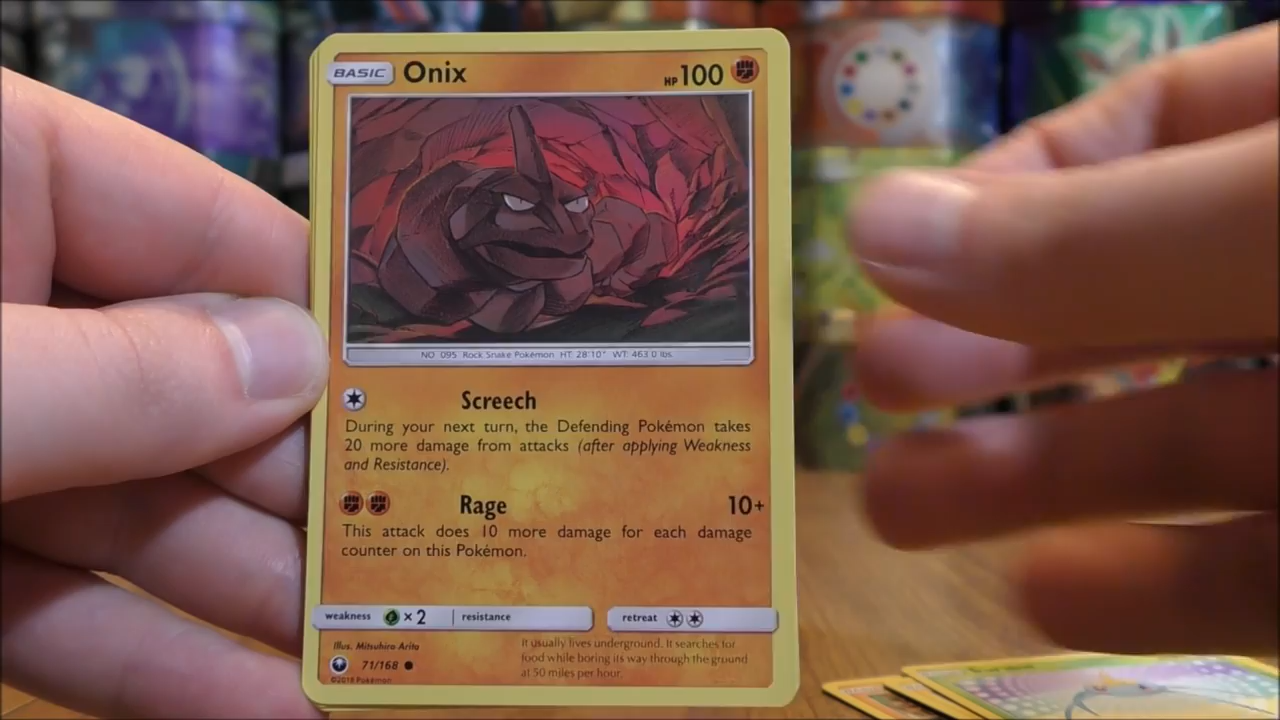 BASIC Onix HP 100
NO. 095 Rock Snake Pokémon HT: 28'10" WT: 463.0 lbs.
Screech
During your next turn, the Defending Pokémon takes
20 more damage from attacks (after applying Weakness
and Resistance).
Rage 10+
This attack does 10 more damage for each damage
counter on this Pokémon.
weakness ×2 resistance retreat
Illus. Mitsuhiro Arita
71/168
©2018 Pokémon
It usually lives underground. It searches for
food while boring its way through the ground
at 50 miles per hour.